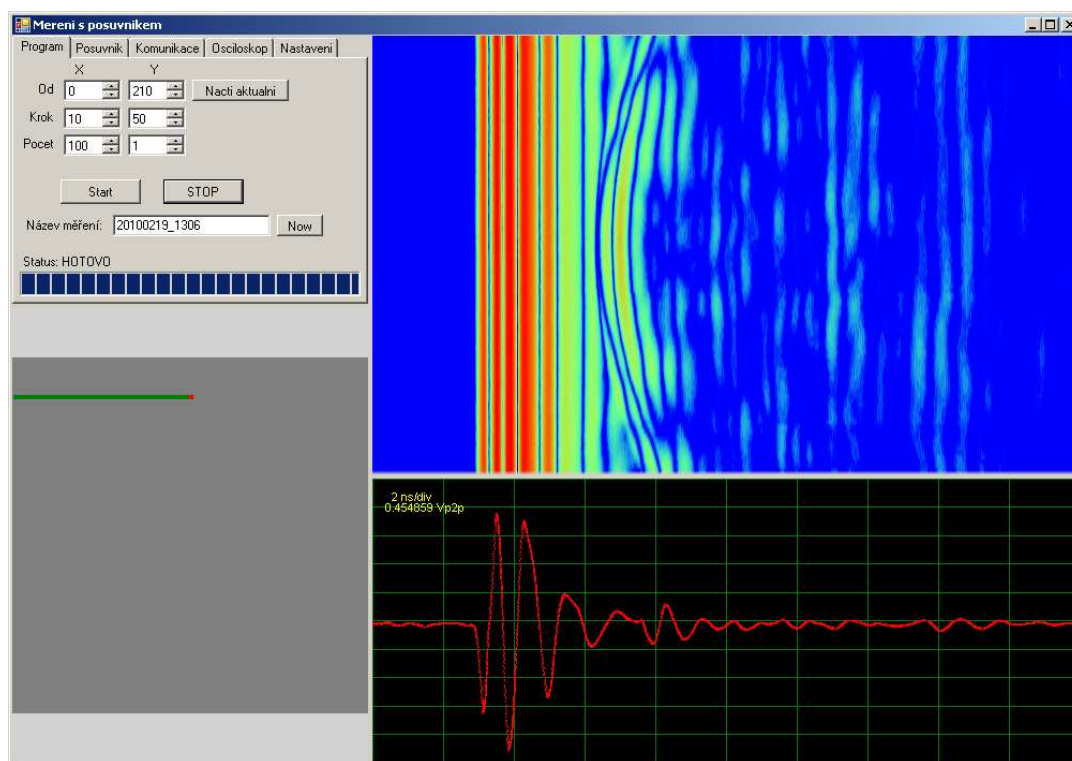 Mereni s posuvnikem
Program Posuvnik Komunikace Osciloskop Nastaveni
X Y
Od 0 210 Nacti aktualni
Krok 10 50
Pocet 100 1
Start STOP
Název měření: 20100219_1306 Now
Status: HOTOVO
2 ns/div
0.454859 Vp2p